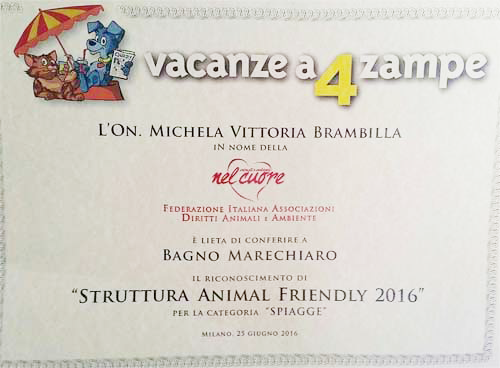 vacanze a 4 zampe
L'On. Michela Vittoria Brambilla
in nome della
nel cuore
Federazione Italiana Associazioni
Diritti Animali e Ambiente
è lieta di conferire a
Bagno Marechiaro
il riconoscimento di
"Struttura Animal Friendly 2016"
per la categoria "Spiagge"
Milano, 25 giugno 2016